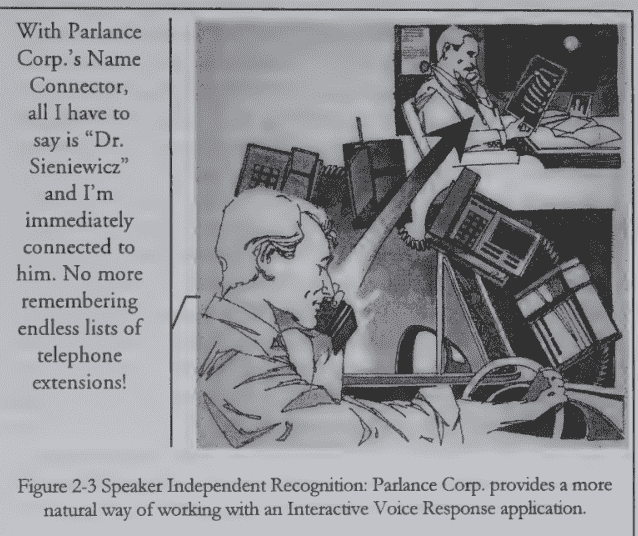 With Parlance
Corp.'s Name
Connector,
all I have to
say is “Dr.
Sieniewicz”
and I'm
immediately
connected to
him. No more
remembering
endless lists of
telephone
extensions!
Figure 2-3 Speaker Independent Recognition: Parlance Corp. provides a more
natural way of working with an Interactive Voice Response application.